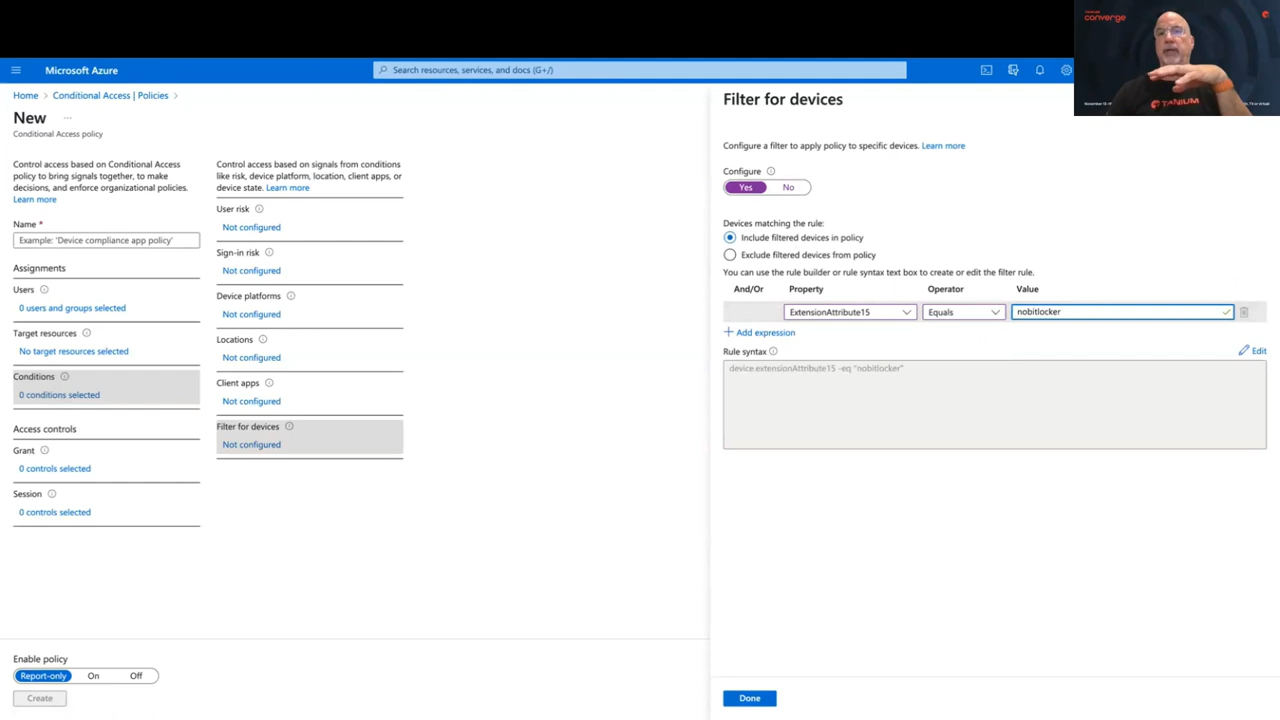 converge
TANIUM
Microsoft Azure
Search resources, services, and docs (G+/)
Home > Conditional Access | Policies >
New ...
Conditional Access policy
Control access based on Conditional Access
policy to bring signals together, to make
decisions, and enforce organizational policies.
Learn more
Name *
Example: 'Device compliance app policy'
Assignments
Users
0 users and groups selected
Target resources
No target resources selected
Conditions
0 conditions selected
Access controls
Grant
0 controls selected
Session
0 controls selected
Enable policy
Report-only On Off
Create
Control access based on signals from conditions
like risk, device platform, location, client apps, or
device state. Learn more
User risk
Not configured
Sign-in risk
Not configured
Device platforms
Not configured
Locations
Not configured
Client apps
Not configured
Filter for devices
Not configured
Filter for devices
Configure a filter to apply policy to specific devices. Learn more
Configure
Yes No
Devices matching the rule:
Include filtered devices in policy
Exclude filtered devices from policy
You can use the rule builder or rule syntax text box to create or edit the filter rule.
And/Or Property Operator Value
ExtensionAttribute15 Equals nobitlocker
+ Add expression
Rule syntax Edit
device.extensionAttribute15 -eq "nobitlocker"
Done